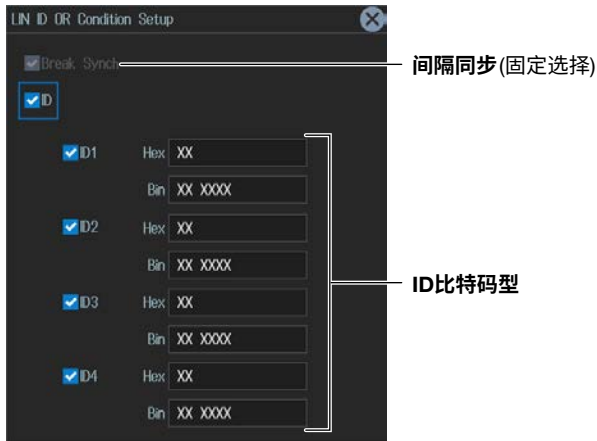 LIN ID OR Condition Setup
Break Synch
间隔同步(固定选择)
ID
ID1 Hex XX
Bin XX XXXX
ID2 Hex XX
Bin XX XXXX
ID比特码型
ID3 Hex XX
Bin XX XXXX
ID4 Hex XX
Bin XX XXXX